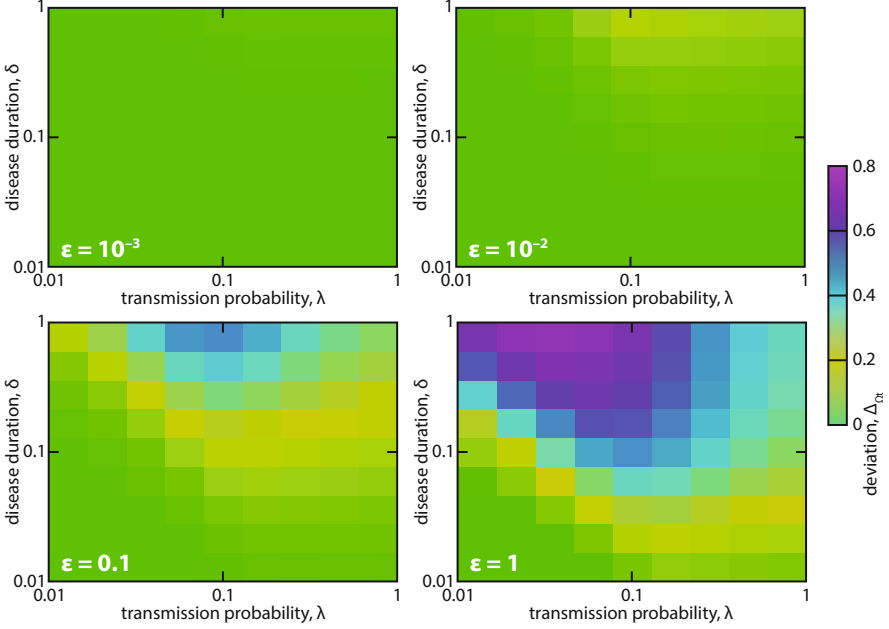 1
0.1
0.01
disease duration, δ
ε = 10⁻³
0.01
0.1
1
transmission probability, λ
1
0.1
0.01
disease duration, δ
ε = 10⁻²
0.01
0.1
1
transmission probability, λ
1
0.1
0.01
disease duration, δ
ε = 0.1
0.01
0.1
1
transmission probability, λ
1
0.1
0.01
disease duration, δ
ε = 1
0.01
0.1
1
transmission probability, λ
0.8
0.6
0.4
0.2
0
deviation, Δ_Ωt